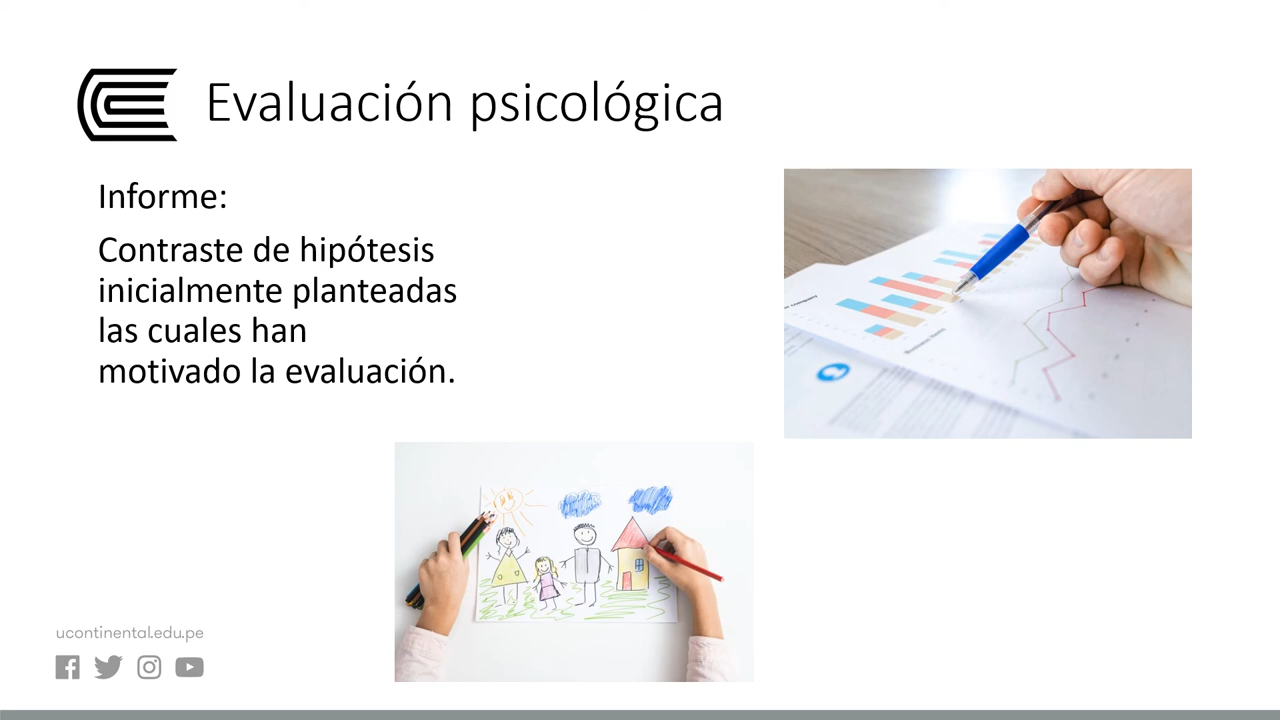 Evaluación psicológica
Informe:
Contraste de hipótesis
inicialmente planteadas
las cuales han
motivado la evaluación.
ucontinental.edu.pe